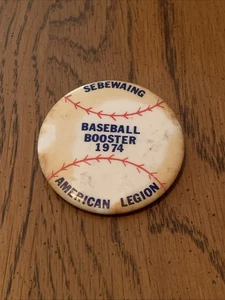 SEBEWAING
BASEBALL
BOOSTER
1974
AMERICAN LEGION